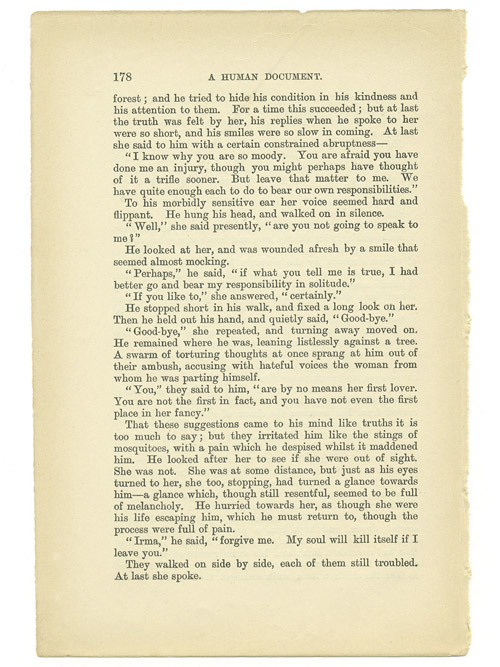 178 A HUMAN DOCUMENT.
forest ; and he tried to hide his condition in his kindness and
his attention to them. For a time this succeeded ; but at last
the truth was felt by her, his replies when he spoke to her
were so short, and his smiles were so slow in coming. At last
she said to him with a certain constrained abruptness—
“ I know why you are so moody. You are afraid you have
done me an injury, though you might perhaps have thought
of it a trifle sooner. But leave that matter to me. We
have quite enough each to do to bear our own responsibilities.”
To his morbidly sensitive ear her voice seemed hard and
flippant. He hung his head, and walked on in silence.
“ Well,” she said presently, “ are you not going to speak to
me ? ”
He looked at her, and was wounded afresh by a smile that
seemed almost mocking.
“ Perhaps,” he said, “ if what you tell me is true, I had
better go and bear my responsibility in solitude.”
“ If you like to,” she answered, “ certainly.”
He stopped short in his walk, and fixed a long look on her.
Then he held out his hand, and quietly said, “ Good-bye.”
“ Good-bye,” she repeated, and turning away moved on.
He remained where he was, leaning listlessly against a tree.
A swarm of torturing thoughts at once sprang at him out of
their ambush, accusing with hateful voices the woman from
whom he was parting himself.
“ You,” they said to him, “ are by no means her first lover.
You are not the first in fact, and you have not even the first
place in her fancy.”
That these suggestions came to his mind like truths it is
too much to say ; but they irritated him like the stings of
mosquitoes, with a pain which he despised whilst it maddened
him. He looked after her to see if she were out of sight.
She was not. She was at some distance, but just as his eyes
turned to her, she too, stopping, had turned a glance towards
him—a glance which, though still resentful, seemed to be full
of melancholy. He hurried towards her, as though she were
his life escaping him, which he must return to, though the
process were full of pain.
“ Irma,” he said, “ forgive me. My soul will kill itself if I
leave you.”
They walked on side by side, each of them still troubled.
At last she spoke.